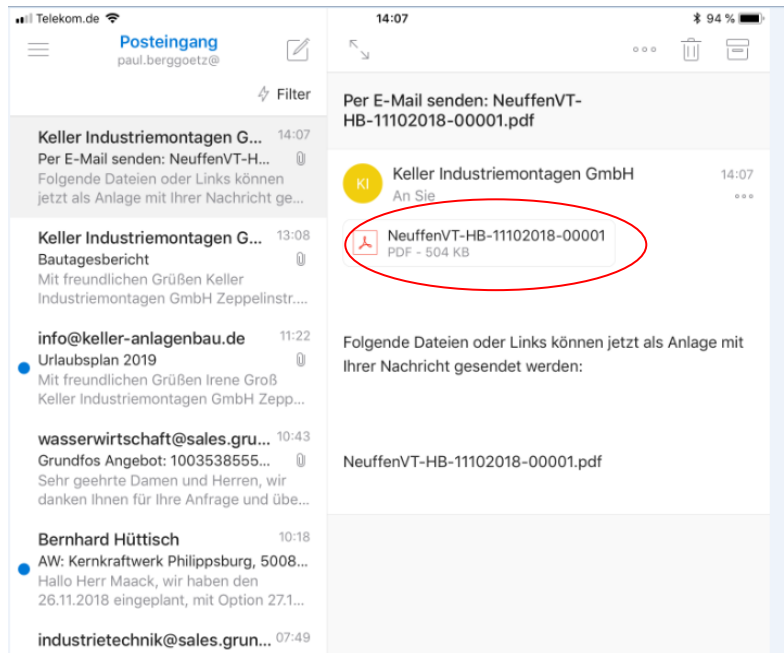 Telekom.de
14:07
94 %
Posteingang
paul.berggoetz@
Filter
Keller Industriemontagen G... 14:07
Per E-Mail senden: NeuffenVT-H...
Folgende Dateien oder Links können
jetzt als Anlage mit Ihrer Nachricht ge...
Keller Industriemontagen G... 13:08
Bautagesbericht
Mit freundlichen Grüßen Keller
Industriemontagen GmbH Zeppelinstr....
info@keller-anlagenbau.de 11:22
Urlaubsplan 2019
Mit freundlichen Grüßen Irene Groß
Keller Industriemontagen GmbH Zepp...
wasserwirtschaft@sales.gru... 10:43
Grundfos Angebot: 1003538555...
Sehr geehrte Damen und Herren, wir
danken Ihnen für Ihre Anfrage und übe...
Bernhard Hüttisch 10:18
AW: Kernkraftwerk Philippsburg, 5008...
Hallo Herr Maack, wir haben den
26.11.2018 eingeplant, mit Option 27.1...
industrietechnik@sales.grun... 07:49
Per E-Mail senden: NeuffenVT-
HB-11102018-00001.pdf
KI
Keller Industriemontagen GmbH 14:07
An Sie
NeuffenVT-HB-11102018-00001
PDF - 504 KB
Folgende Dateien oder Links können jetzt als Anlage mit
Ihrer Nachricht gesendet werden:
NeuffenVT-HB-11102018-00001.pdf